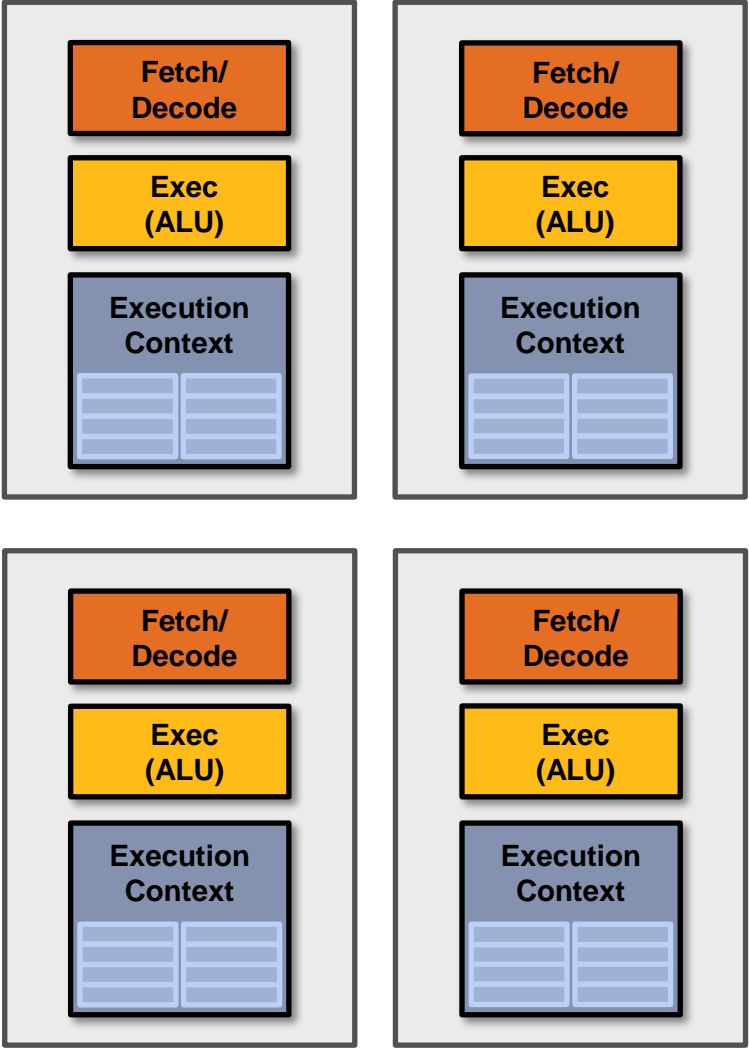 Fetch/
Decode
Exec
(ALU)
Execution
Context
Fetch/
Decode
Exec
(ALU)
Execution
Context
Fetch/
Decode
Exec
(ALU)
Execution
Context
Fetch/
Decode
Exec
(ALU)
Execution
Context